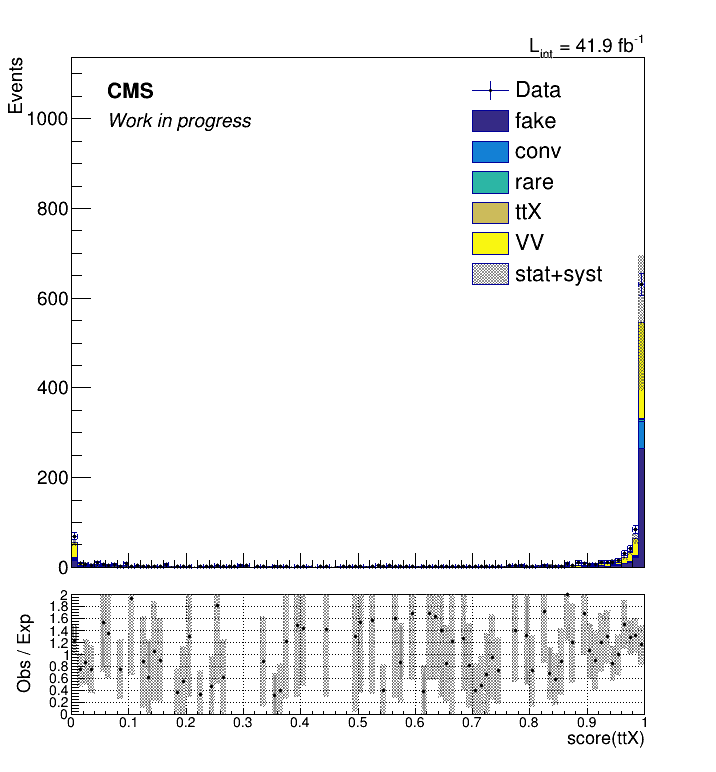 L_int = 41.9 fb⁻¹
Events
CMS
Work in progress
Data
fake
conv
rare
ttX
VV
stat+syst
1000
800
600
400
200
0
Obs / Exp
2
1.8
1.6
1.4
1.2
1
0.8
0.6
0.4
0.2
0
0 0.1 0.2 0.3 0.4 0.5 0.6 0.7 0.8 0.9 1
score(ttX)